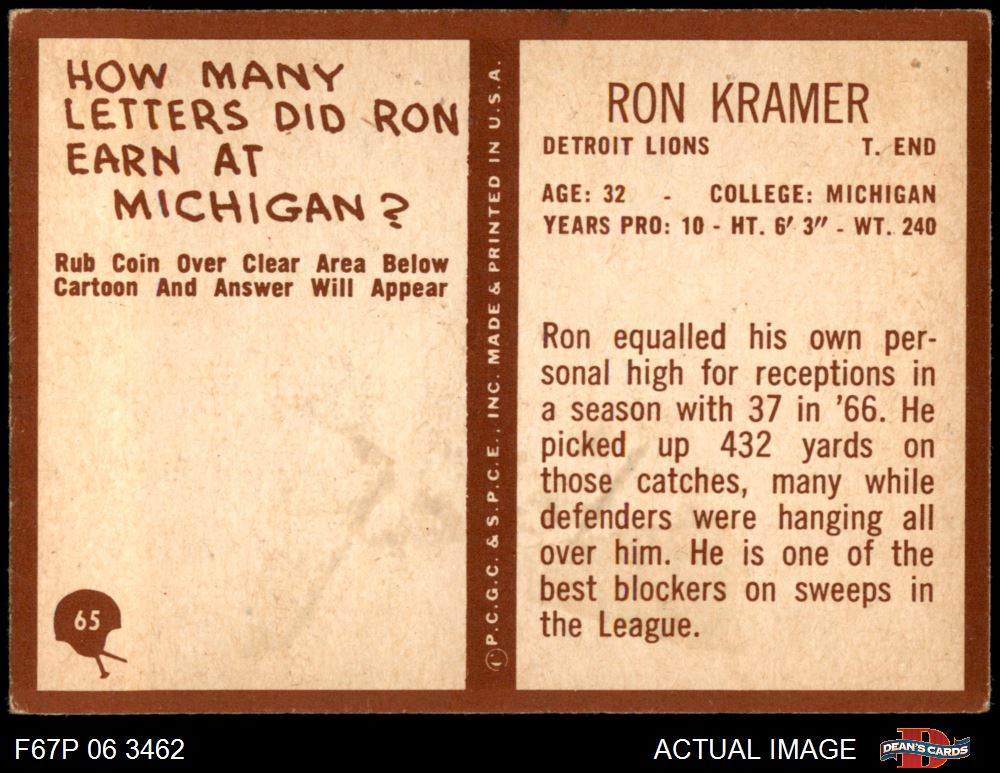 HOW MANY
LETTERS DID RON
EARN AT
MICHIGAN?
Rub Coin Over Clear Area Below
Cartoon And Answer Will Appear
65
© P.C.G.C. & S.P.C.E., INC. MADE & PRINTED IN U.S.A.
RON KRAMER
DETROIT LIONS T. END
AGE: 32 - COLLEGE: MICHIGAN
YEARS PRO: 10 - HT. 6' 3" - WT. 240
Ron equalled his own per-
sonal high for receptions in
a season with 37 in '66. He
picked up 432 yards on
those catches, many while
defenders were hanging all
over him. He is one of the
best blockers on sweeps in
the League.
F67P 06 3462
ACTUAL IMAGE
DEAN'S CARDS